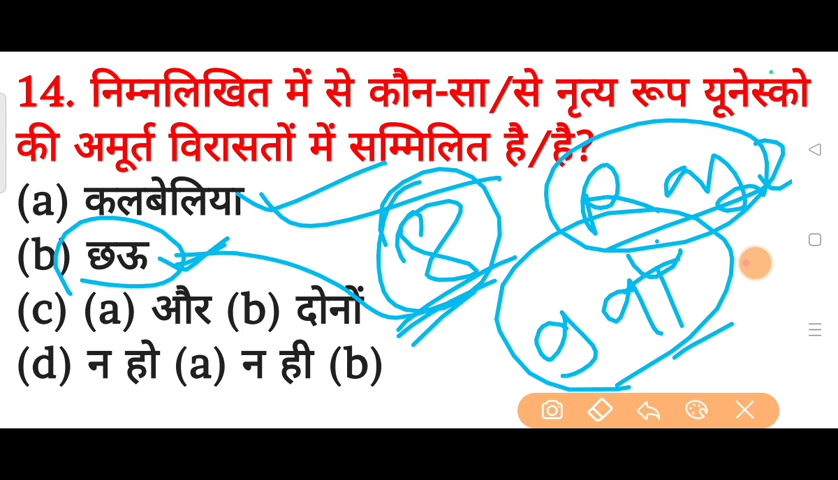 14. निम्नलिखित में से कौन-सा/से नृत्य रूप यूनेस्को
की अमूर्त विरासतों में सम्मिलित है/है?
(a) कलबेलिया
(b) छऊ
(c) (a) और (b) दोनों
(d) न हो (a) न ही (b)